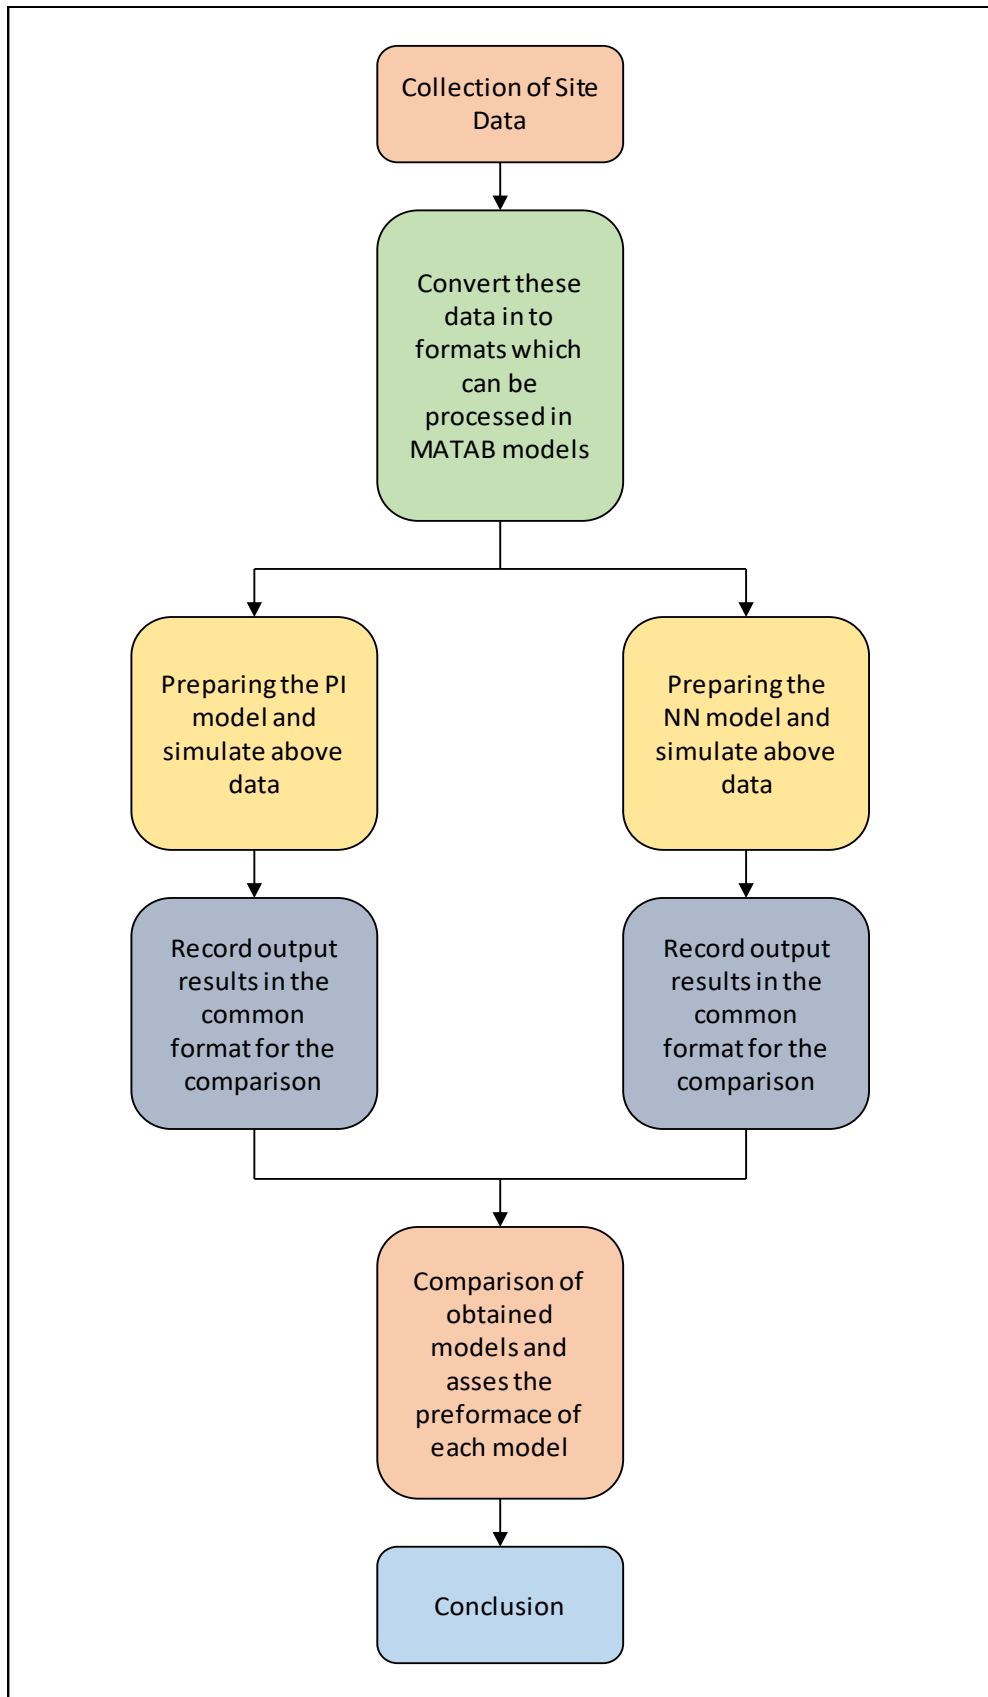 Collection of Site
Data
Convert these
data in to
formats which
can be
processed in
MATAB models
Preparing the PI
model and
simulate above
data
Preparing the
NN model and
simulate above
data
Record output
results in the
common
format for the
comparison
Record output
results in the
common
format for the
comparison
Comparison of
obtained
models and
asses the
preformace of
each model
Conclusion